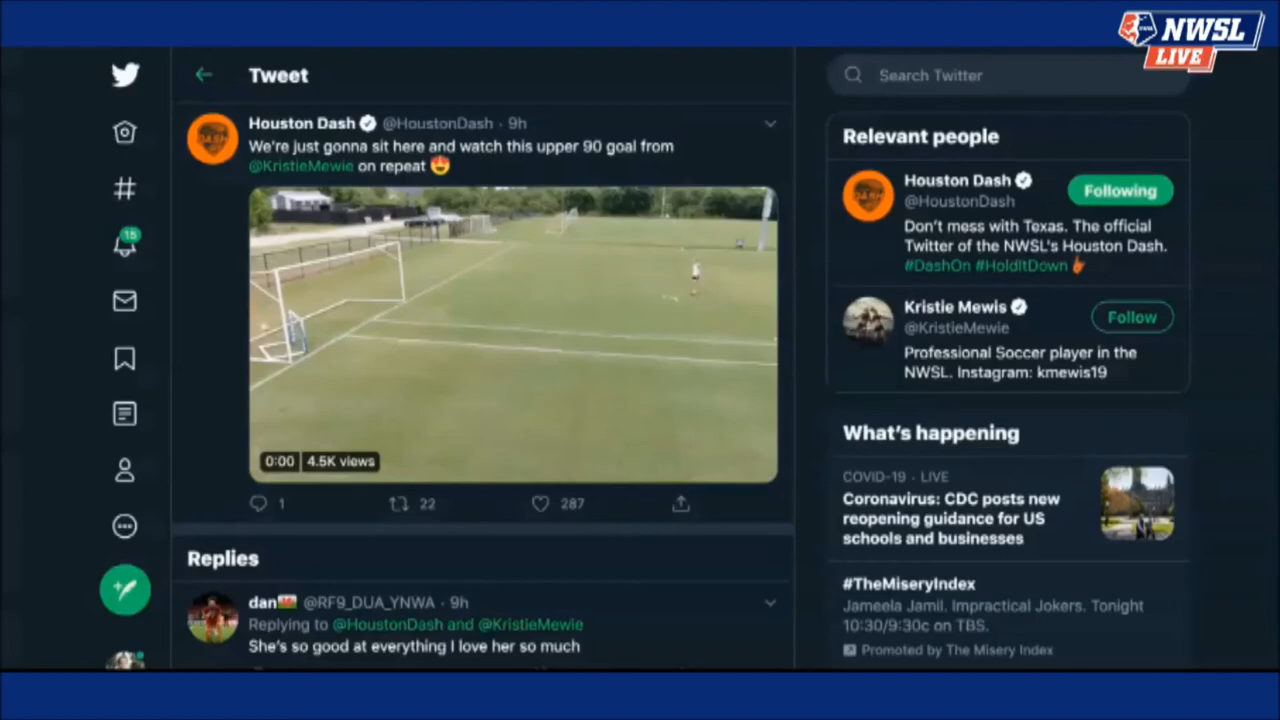 NWSL
LIVE
Tweet
Search Twitter
Houston Dash @HoustonDash · 9h
We're just gonna sit here and watch this upper 90 goal from
@KristieMewie on repeat 😍
0:00 4.5K views
1 22 287
Replies
dan🏴󠁧󠁢󠁷󠁬󠁳󠁿 @RF9_DUA_YNWA · 9h
Replying to @HoustonDash and @KristieMewie
She's so good at everything I love her so much
15
Relevant people
Houston Dash
Following
@HoustonDash
Don't mess with Texas. The official
Twitter of the NWSL's Houston Dash.
#DashOn #HoldItDown
Kristie Mewis
Follow
@KristieMewie
Professional Soccer player in the
NWSL. Instagram: kmewis19
What's happening
COVID-19 · LIVE
Coronavirus: CDC posts new
reopening guidance for US
schools and businesses
#TheMiseryIndex
Jameela Jamil. Impractical Jokers. Tonight
10:30/9:30c on TBS.
Promoted by The Misery Index